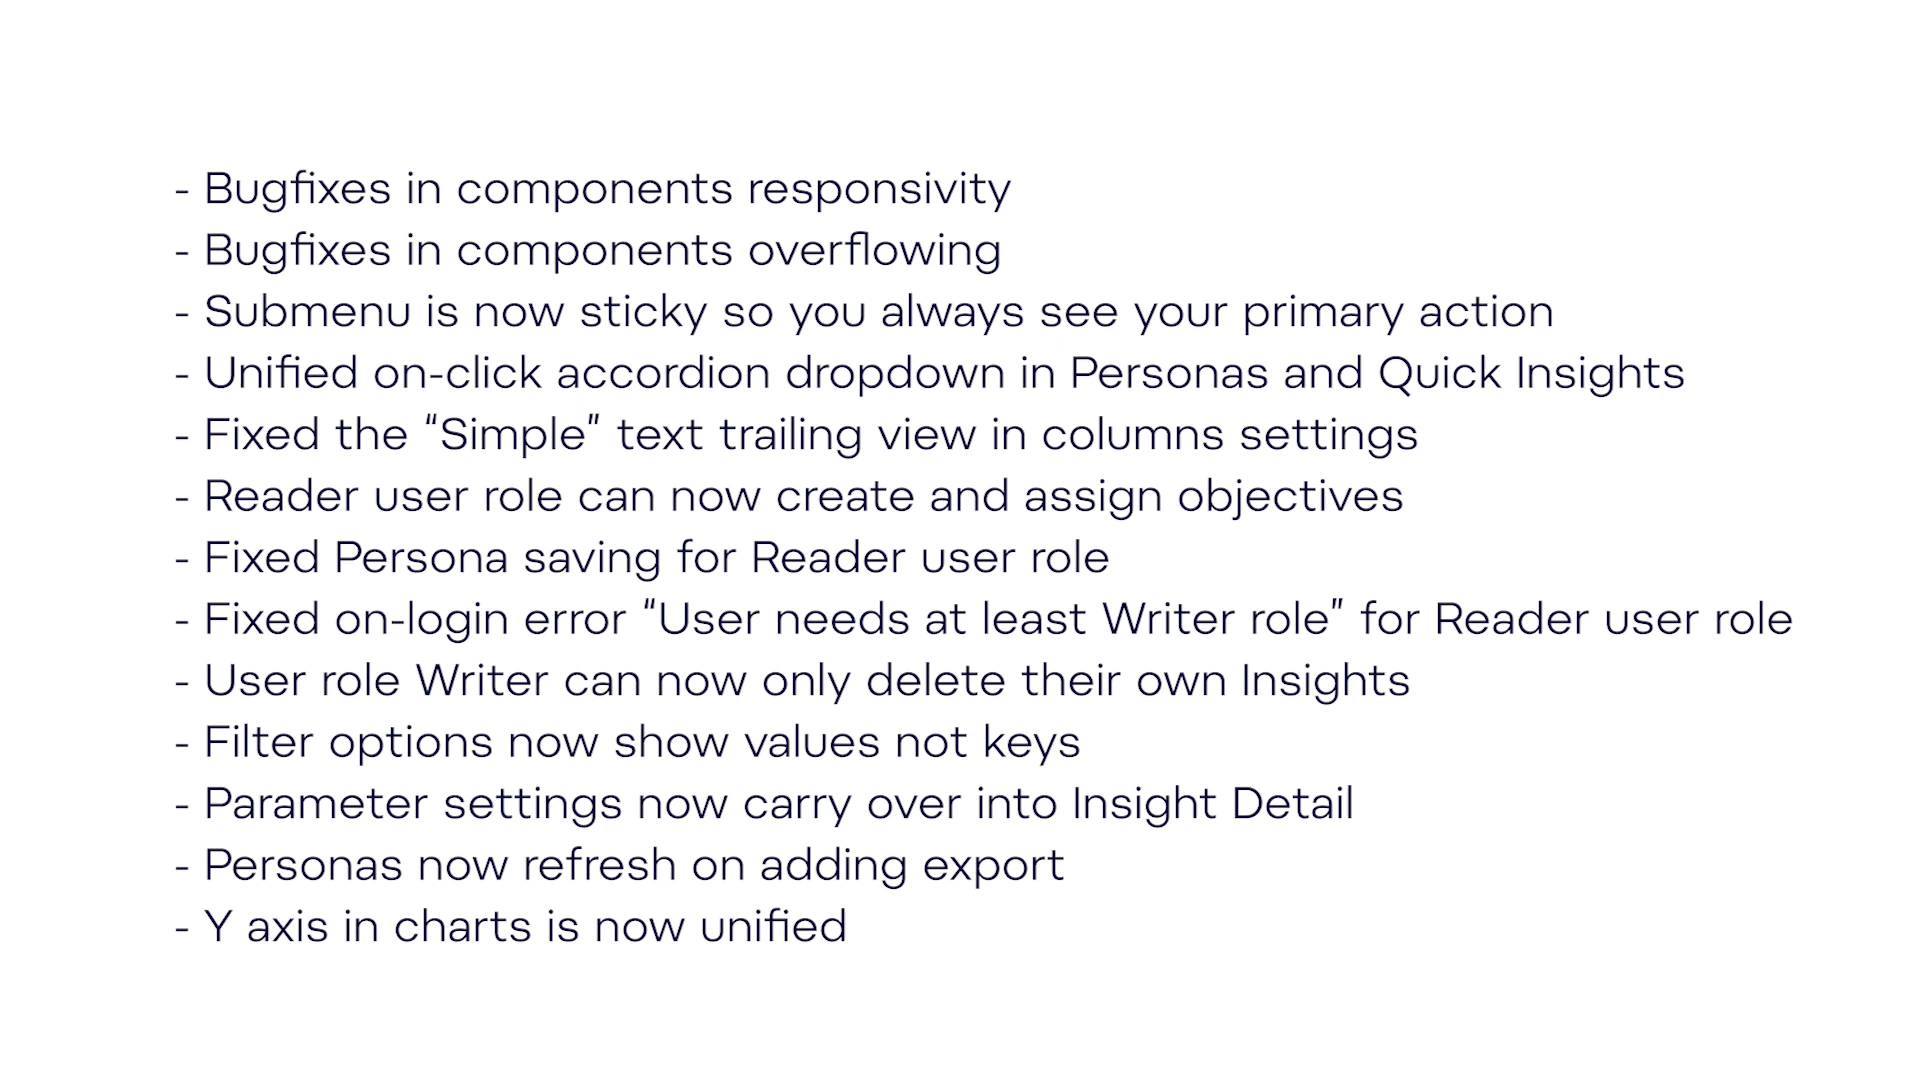 - Bugfixes in components responsivity
- Bugfixes in components overflowing
- Submenu is now sticky so you always see your primary action
- Unified on-click accordion dropdown in Personas and Quick Insights
- Fixed the “Simple” text trailing view in columns settings
- Reader user role can now create and assign objectives
- Fixed Persona saving for Reader user role
- Fixed on-login error “User needs at least Writer role” for Reader user role
- User role Writer can now only delete their own Insights
- Filter options now show values not keys
- Parameter settings now carry over into Insight Detail
- Personas now refresh on adding export
- Y axis in charts is now unified